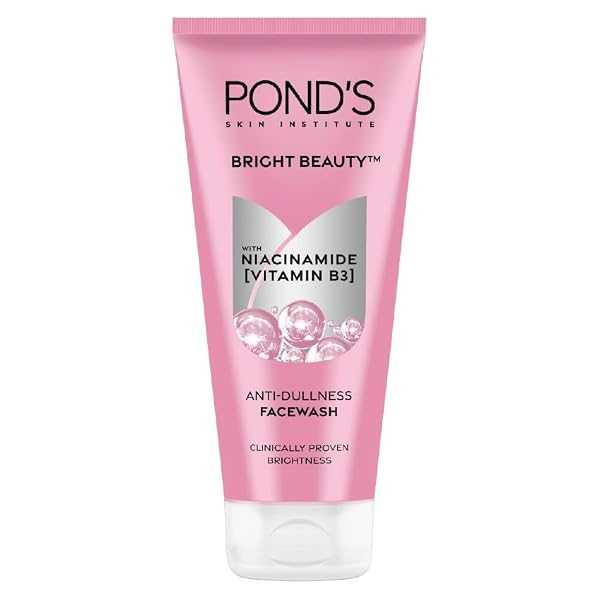 POND'S
SKIN INSTITUTE
BRIGHT BEAUTY™
WITH
NIACINAMIDE
[VITAMIN B3]
ANTI-DULLNESS
FACEWASH
CLINICALLY PROVEN
BRIGHTNESS